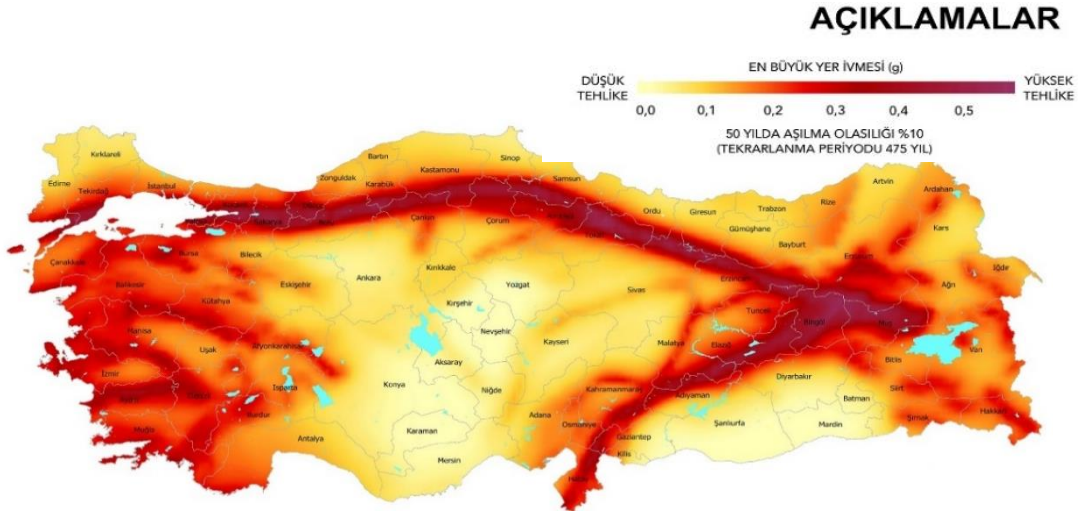 AÇIKLAMALAR
EN BÜYÜK YER İVMESİ (g)
DÜŞÜK
TEHLİKE
YÜKSEK
TEHLİKE
0,0 0,1 0,2 0,3 0,4 0,5
50 YILDA AŞILMA OLASILIĞI %10
(TEKRARLANMA PERİYODU 475 YIL)
Kırklareli
Edirne
Tekirdağ
İstanbul
Zonguldak
Bartın
Karabük
Kastamonu
Sinop
Samsun
Çankırı
Çorum
Ordu
Giresun
Trabzon
Gümüşhane
Bayburt
Rize
Artvin
Ardahan
Kars
Iğdır
Ağrı
Erzurum
Erzincan
Çanakkale
Balıkesir
Bursa
Bilecik
Eskişehir
Kütahya
Ankara
Kırıkkale
Kırşehir
Yozgat
Sivas
Tunceli
Bingöl
Muş
Van
Bitlis
Manisa
Uşak
Afyonkarahisar
İzmir
Isparta
Burdur
Muğla
Antalya
Konya
Aksaray
Nevşehir
Kayseri
Niğde
Karaman
Mersin
Adana
Osmaniye
Kahramanmaraş
Malatya
Elazığ
Adıyaman
Gaziantep
Kilis
Hatay
Şanlıurfa
Diyarbakır
Batman
Mardin
Siirt
Şırnak
Hakkari